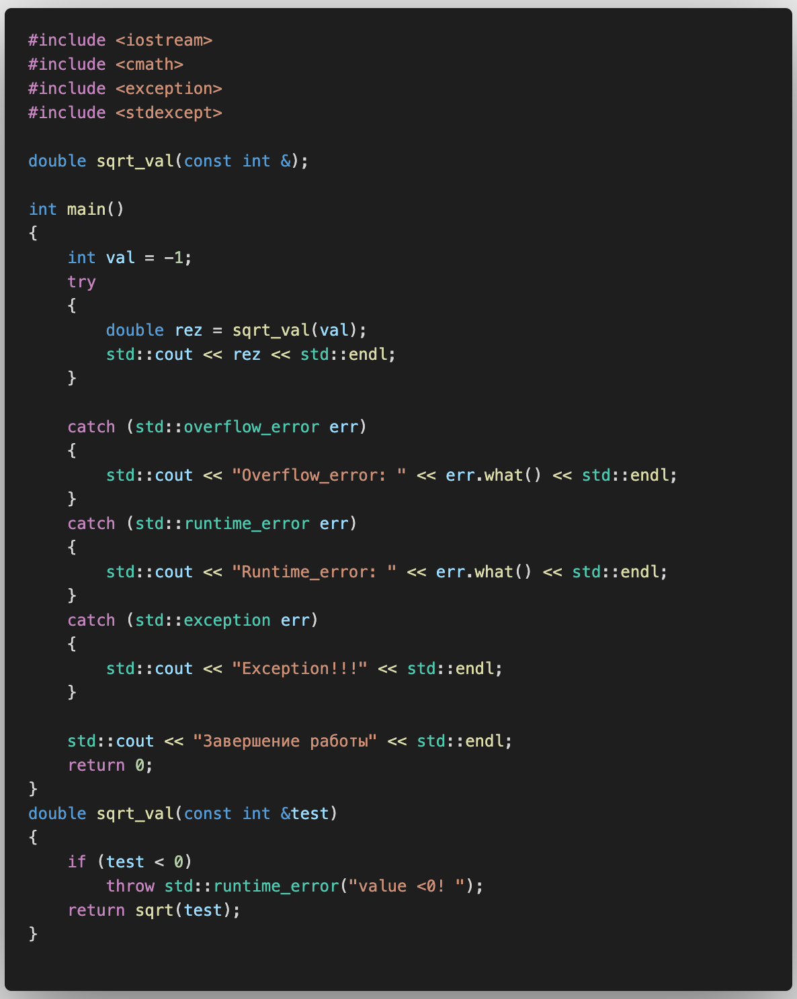 #include <iostream>
#include <cmath>
#include <exception>
#include <stdexcept>

double sqrt_val(const int &);

int main()
{
    int val = -1;
    try
    {
        double rez = sqrt_val(val);
        std::cout << rez << std::endl;
    }

    catch (std::overflow_error err)
    {
        std::cout << "Overflow_error: " << err.what() << std::endl;
    }
    catch (std::runtime_error err)
    {
        std::cout << "Runtime_error: " << err.what() << std::endl;
    }
    catch (std::exception err)
    {
        std::cout << "Exception!!!" << std::endl;
    }

    std::cout << "Завершение работы" << std::endl;
    return 0;
}
double sqrt_val(const int &test)
{
    if (test < 0)
        throw std::runtime_error("value <0! ");
    return sqrt(test);
}